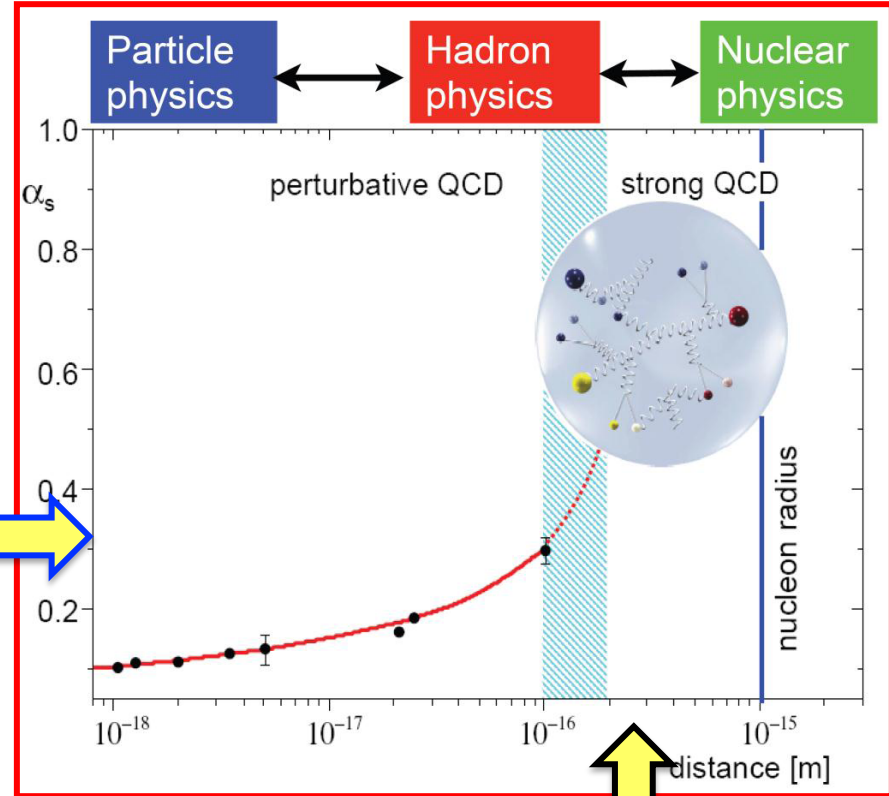 Particle physics
Hadron physics
Nuclear physics
1.0
αs
0.8
0.6
0.4
0.2
perturbative QCD
strong QCD
nucleon radius
10⁻¹⁸
10⁻¹⁷
10⁻¹⁶
10⁻¹⁵
distance [m]